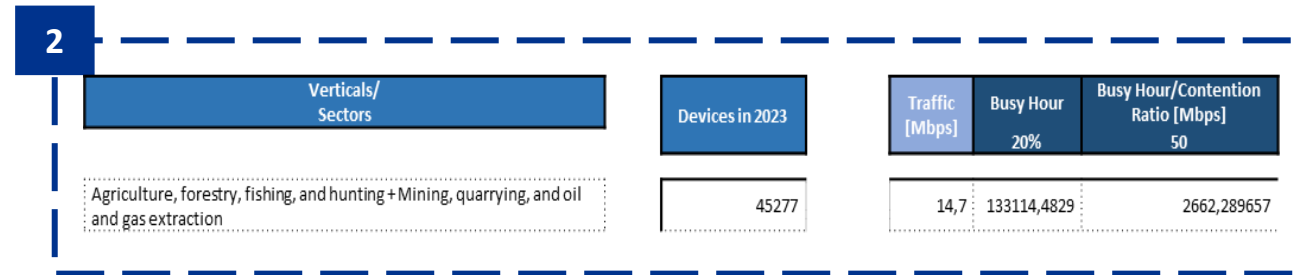 2
Verticals/
Sectors
Devices in 2023
Traffic
[Mbps]
Busy Hour
20%
Busy Hour/Contention
Ratio [Mbps]
50
Agriculture, forestry, fishing, and hunting + Mining, quarrying, and oil
and gas extraction
45277
14,7
133114,4829
2662,289657